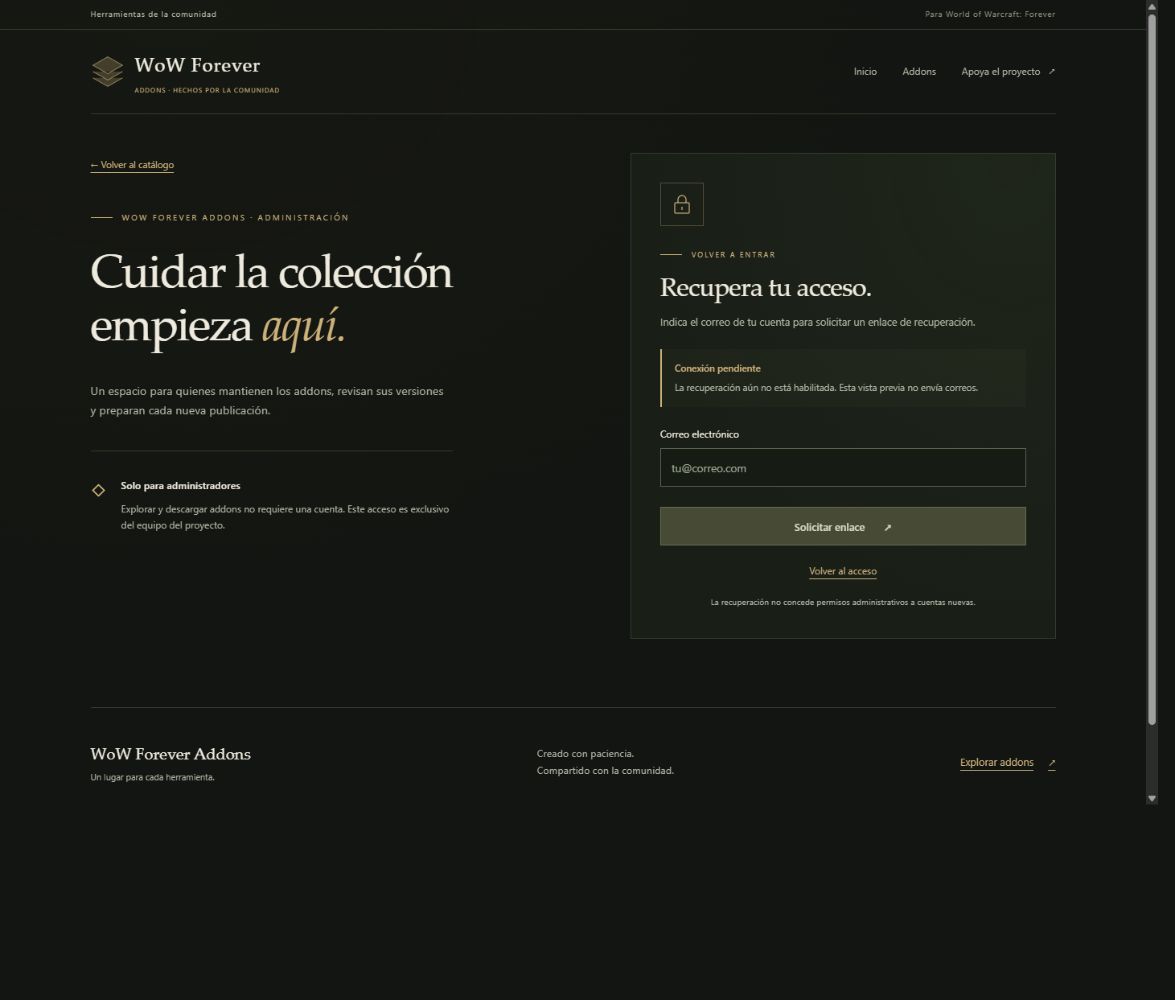 Herramientas de la comunidad
Para World of Warcraft: Forever
WoW Forever
ADDONS · HECHOS POR LA COMUNIDAD
Inicio
Addons
Apoya el proyecto ↗
← Volver al catálogo
WOW FOREVER ADDONS · ADMINISTRACIÓN
Cuidar la colección
empieza aquí.
Un espacio para quienes mantienen los addons, revisan sus versiones
y preparan cada nueva publicación.
Solo para administradores
Explorar y descargar addons no requiere una cuenta. Este acceso es exclusivo
del equipo del proyecto.
VOLVER A ENTRAR
Recupera tu acceso.
Indica el correo de tu cuenta para solicitar un enlace de recuperación.
Conexión pendiente
La recuperación aún no está habilitada. Esta vista previa no envía correos.
Correo electrónico
tu@correo.com
Solicitar enlace ↗
Volver al acceso
La recuperación no concede permisos administrativos a cuentas nuevas.
WoW Forever Addons
Un lugar para cada herramienta.
Creado con paciencia.
Compartido con la comunidad.
Explorar addons ↗